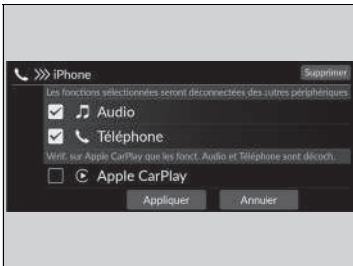 >>> iPhone
Supprimer
Les fonctions sélectionnées seront déconnectées des autres périphériques
Audio
Téléphone
Vérif. sur Apple CarPlay que les fonct. Audio et Téléphone sont décoch.
Apple CarPlay
Appliquer
Annuler